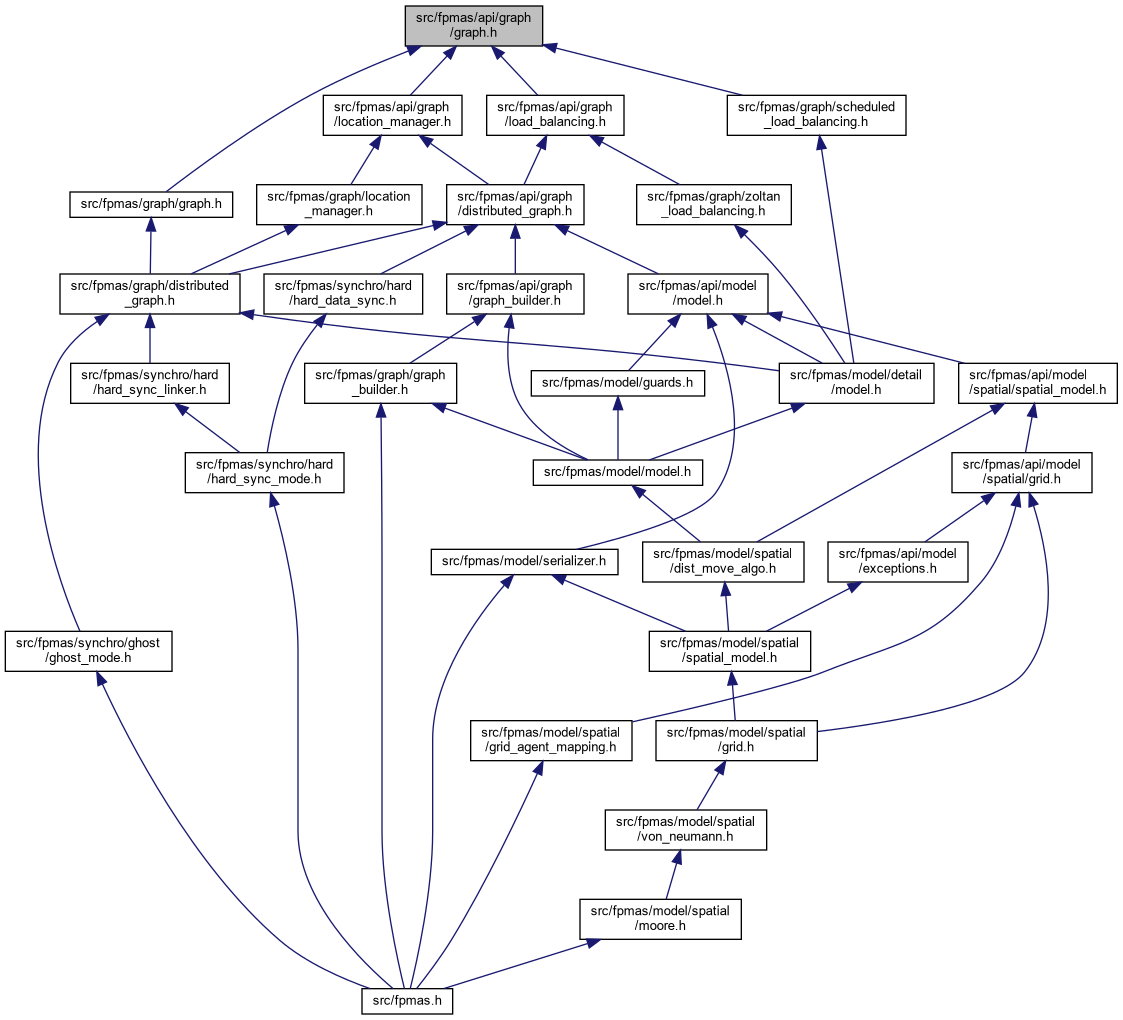 src/fpmas/api/graph
/graph.h
src/fpmas/api/graph
/location_manager.h
src/fpmas/api/graph
/load_balancing.h
src/fpmas/graph/scheduled
_load_balancing.h
src/fpmas/graph/graph.h
src/fpmas/graph/location
_manager.h
src/fpmas/api/graph
/distributed_graph.h
src/fpmas/graph/zoltan
_load_balancing.h
src/fpmas/graph/distributed
_graph.h
src/fpmas/synchro/hard
/hard_data_sync.h
src/fpmas/api/graph
/graph_builder.h
src/fpmas/api/model
/model.h
src/fpmas/synchro/hard
/hard_sync_linker.h
src/fpmas/graph/graph
_builder.h
src/fpmas/model/guards.h
src/fpmas/model/detail
/model.h
src/fpmas/api/model
/spatial/spatial_model.h
src/fpmas/synchro/hard
/hard_sync_mode.h
src/fpmas/model/model.h
src/fpmas/api/model
/spatial/grid.h
src/fpmas/model/serializer.h
src/fpmas/model/spatial
/dist_move_algo.h
src/fpmas/api/model
/exceptions.h
src/fpmas/synchro/ghost
/ghost_mode.h
src/fpmas/model/spatial
/spatial_model.h
src/fpmas/model/spatial
/grid_agent_mapping.h
src/fpmas/model/spatial
/grid.h
src/fpmas/model/spatial
/von_neumann.h
src/fpmas/model/spatial
/moore.h
src/fpmas.h